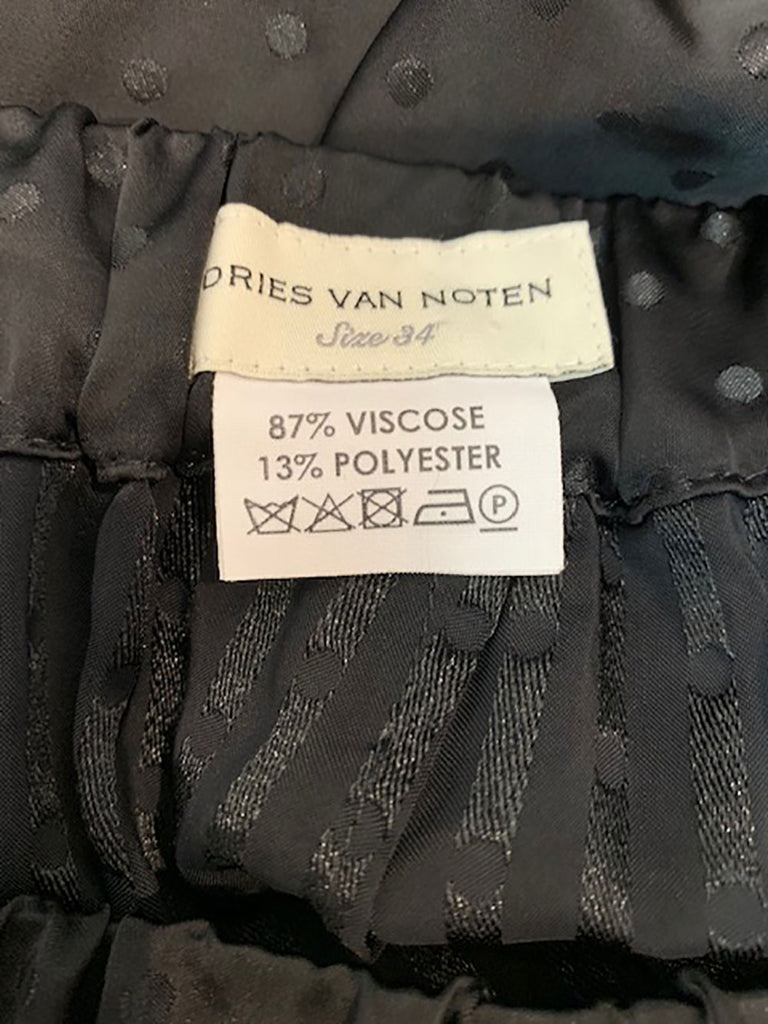 DRIES VAN NOTEN
Size 34
87% VISCOSE
13% POLYESTER
P